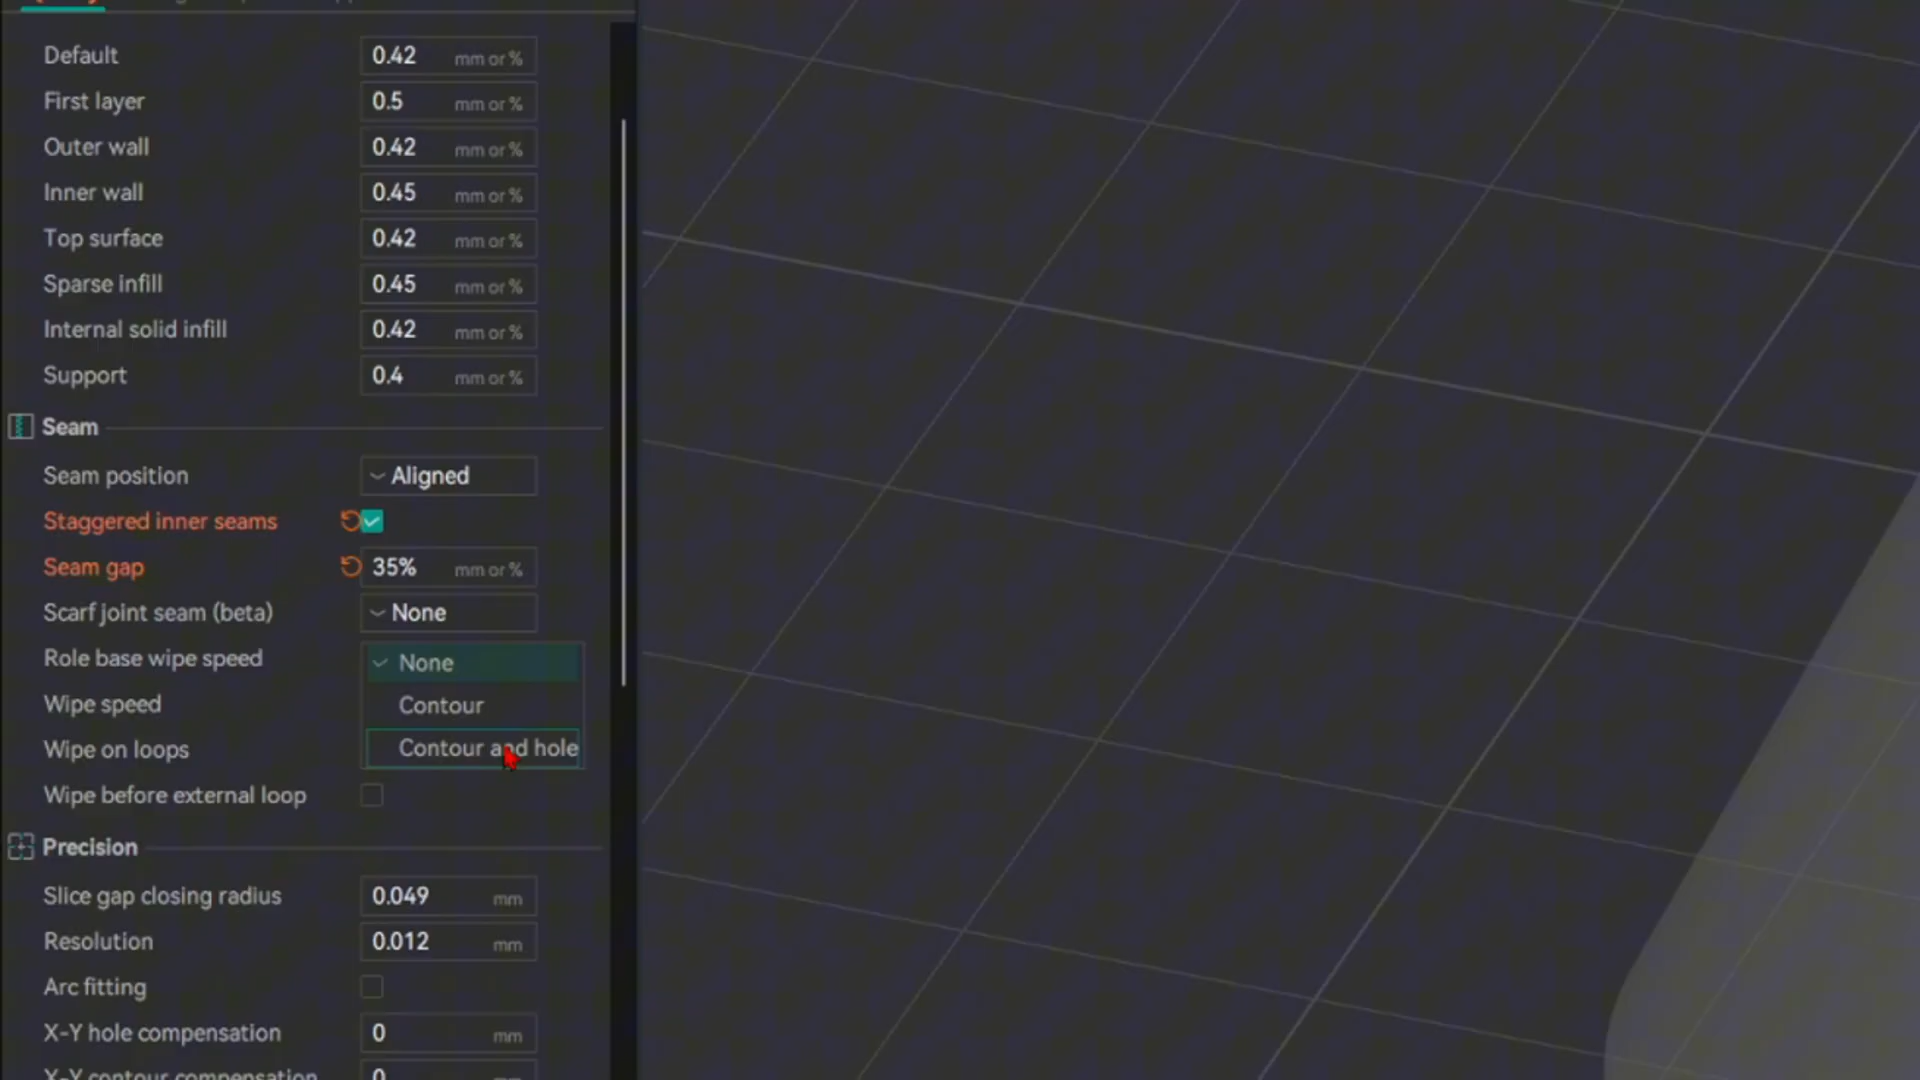 Default 0.42 mm or %
First layer 0.5 mm or %
Outer wall 0.42 mm or %
Inner wall 0.45 mm or %
Top surface 0.42 mm or %
Sparse infill 0.45 mm or %
Internal solid infill 0.42 mm or %
Support 0.4 mm or %
Seam
Seam position Aligned
Staggered inner seams
Seam gap 35% mm or %
Scarf joint seam (beta) None
Role base wipe speed None
Wipe speed Contour
Wipe on loops Contour and hole
Wipe before external loop
Precision
Slice gap closing radius 0.049 mm
Resolution 0.012 mm
Arc fitting
X-Y hole compensation 0 mm
X-Y contour compensation 0 mm